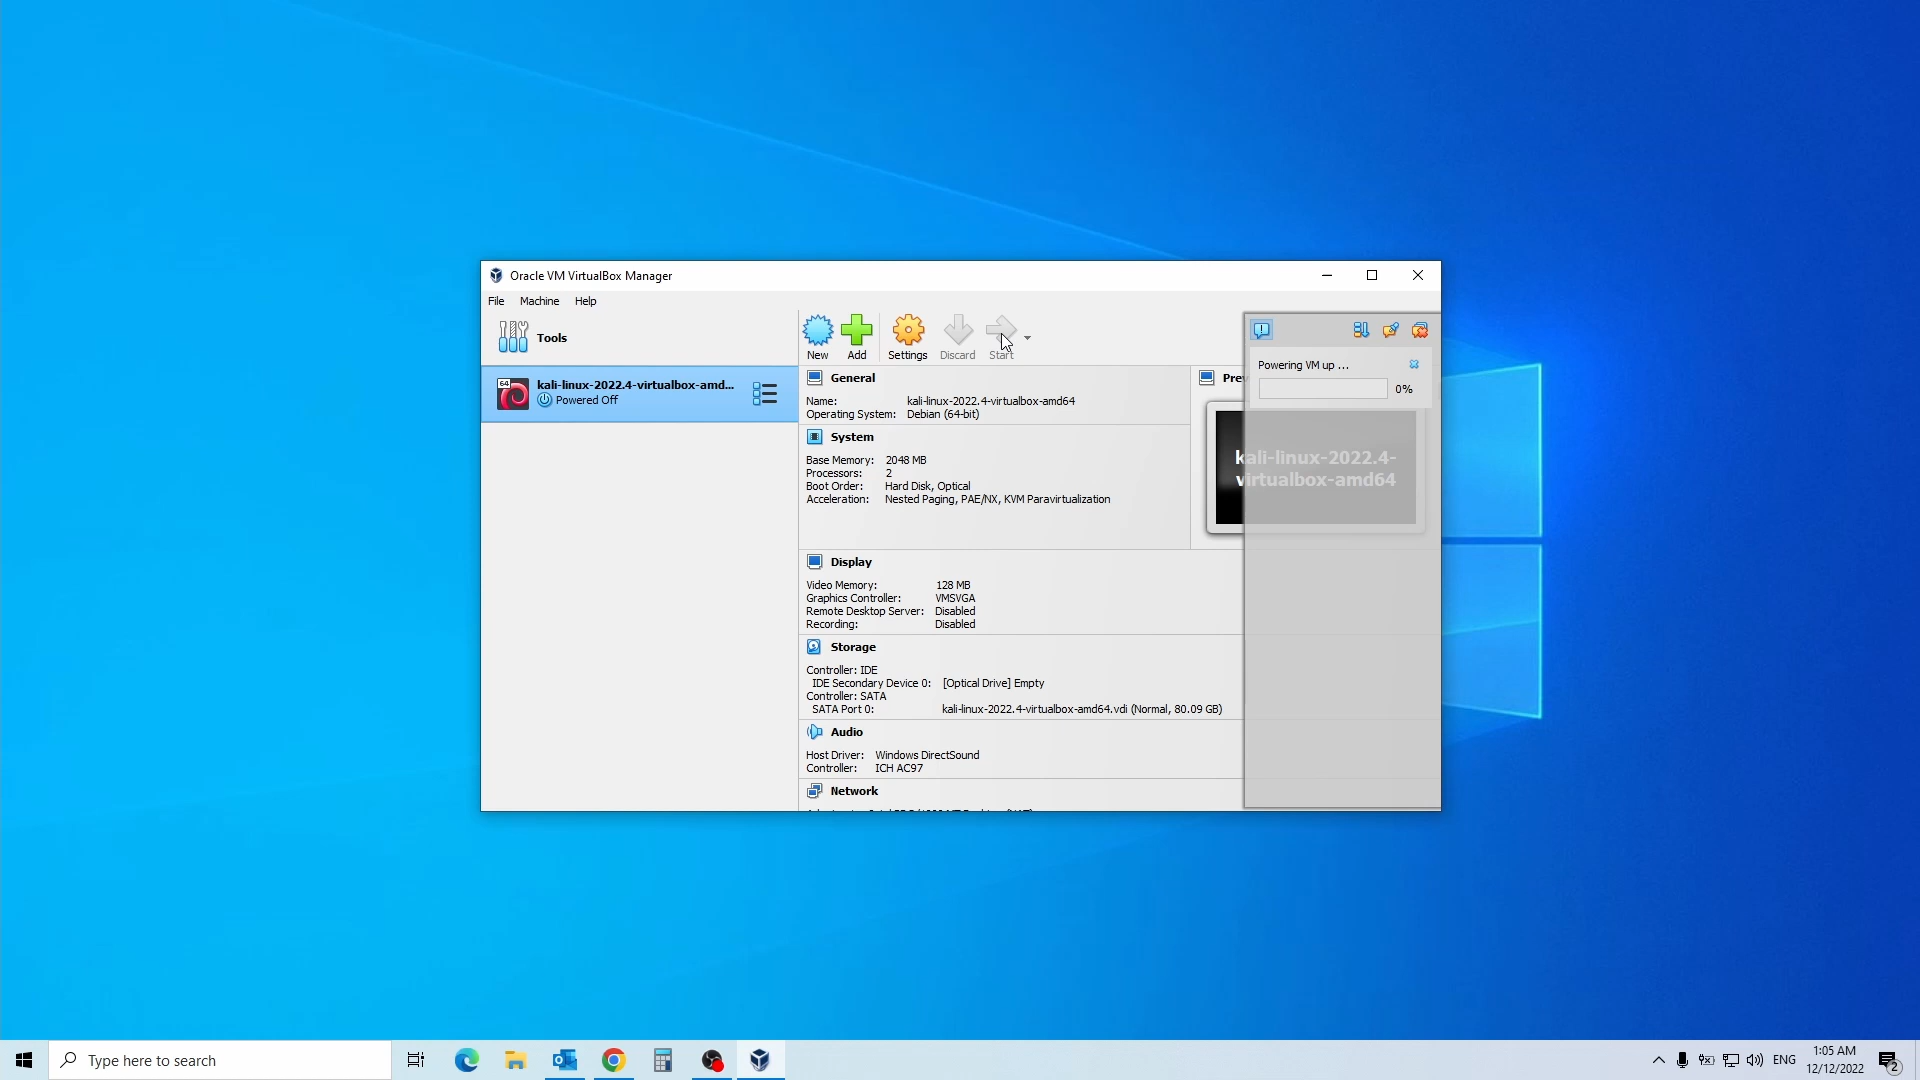 Oracle VM VirtualBox Manager
File Machine Help
Tools
New Add Settings Discard Start
64
kali-linux-2022.4-virtualbox-amd...
Powered Off
General
Name: kali-linux-2022.4-virtualbox-amd64
Operating System: Debian (64-bit)
System
Base Memory: 2048 MB
Processors: 2
Boot Order: Hard Disk, Optical
Acceleration: Nested Paging, PAE/NX, KVM Paravirtualization
Display
Video Memory: 128 MB
Graphics Controller: VMSVGA
Remote Desktop Server: Disabled
Recording: Disabled
Storage
Controller: IDE
IDE Secondary Device 0: [Optical Drive] Empty
Controller: SATA
SATA Port 0: kali-linux-2022.4-virtualbox-amd64.vdi (Normal, 80.09 GB)
Audio
Host Driver: Windows DirectSound
Controller: ICH AC97
Network
Prev
Powering VM up ...
0%
kali-linux-2022.4-
virtualbox-amd64
Type here to search
ENG
1:05 AM
12/12/2022
2